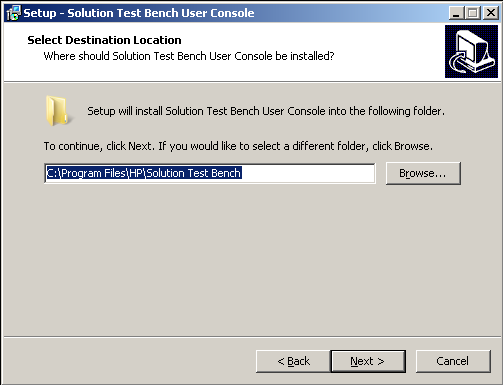 Setup - Solution Test Bench User Console
Select Destination Location
Where should Solution Test Bench User Console be installed?
Setup will install Solution Test Bench User Console into the following folder.
To continue, click Next. If you would like to select a different folder, click Browse.
C:\Program Files\HP\Solution Test Bench
Browse...
< Back
Next >
Cancel